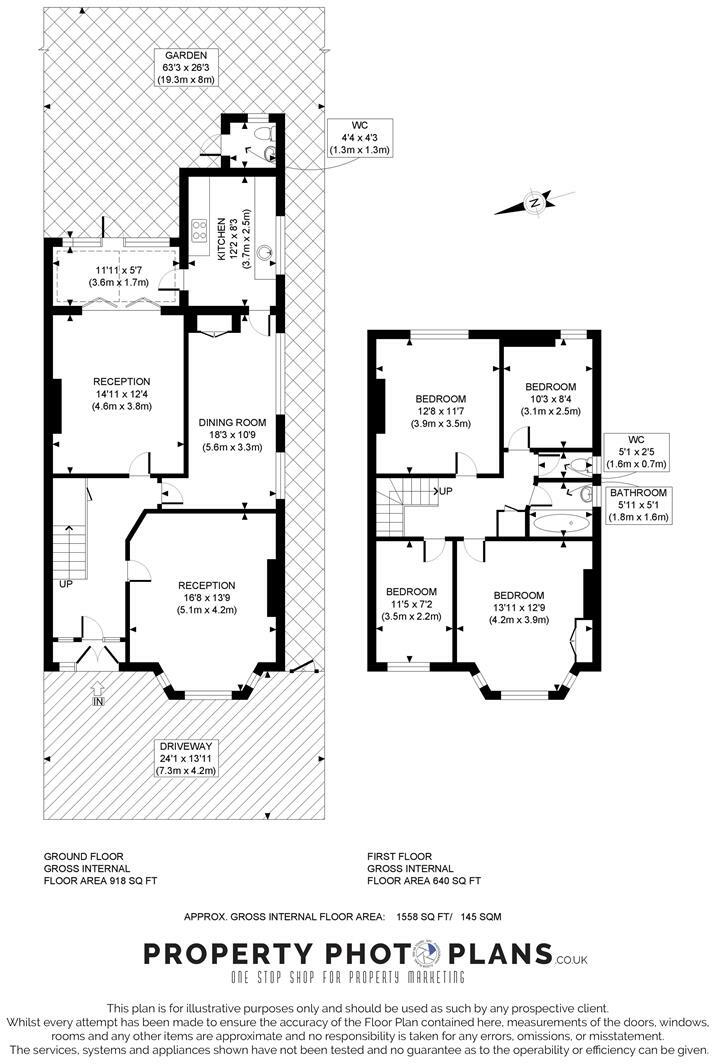 GARDEN
63'3 x 26'3
(19.3m x 8m)
WC
4'4 x 4'3
(1.3m x 1.3m)
KITCHEN
12'2 x 8'3
(3.7m x 2.5m)
N
11'11 x 5'7
(3.6m x 1.7m)
RECEPTION
14'11 x 12'4
(4.6m x 3.8m)
DINING ROOM
18'3 x 10'9
(5.6m x 3.3m)
BEDROOM
12'8 x 11'7
(3.9m x 3.5m)
BEDROOM
10'3 x 8'4
(3.1m x 2.5m)
WC
5'1 x 2'5
(1.6m x 0.7m)
UP
BATHROOM
5'11 x 5'1
(1.8m x 1.6m)
UP
RECEPTION
16'8 x 13'9
(5.1m x 4.2m)
BEDROOM
11'5 x 7'2
(3.5m x 2.2m)
BEDROOM
13'11 x 12'9
(4.2m x 3.9m)
IN
DRIVEWAY
24'1 x 13'11
(7.3m x 4.2m)
GROUND FLOOR
GROSS INTERNAL
FLOOR AREA 918 SQ FT
FIRST FLOOR
GROSS INTERNAL
FLOOR AREA 640 SQ FT
APPROX. GROSS INTERNAL FLOOR AREA: 1558 SQ FT/ 145 SQM
PROPERTY PHOTO PLANS.CO.UK
ONE STOP SHOP FOR PROPERTY MARKETING
This plan is for illustrative purposes only and should be used as such by any prospective client.
Whilst every attempt has been made to ensure the accuracy of the Floor Plan contained here, measurements of the doors, windows,
rooms and any other items are approximate and no responsibility is taken for any errors, omissions, or misstatement.
The services, systems and appliances shown have not been tested and no guarantee as to the operability or efficiency can be given.